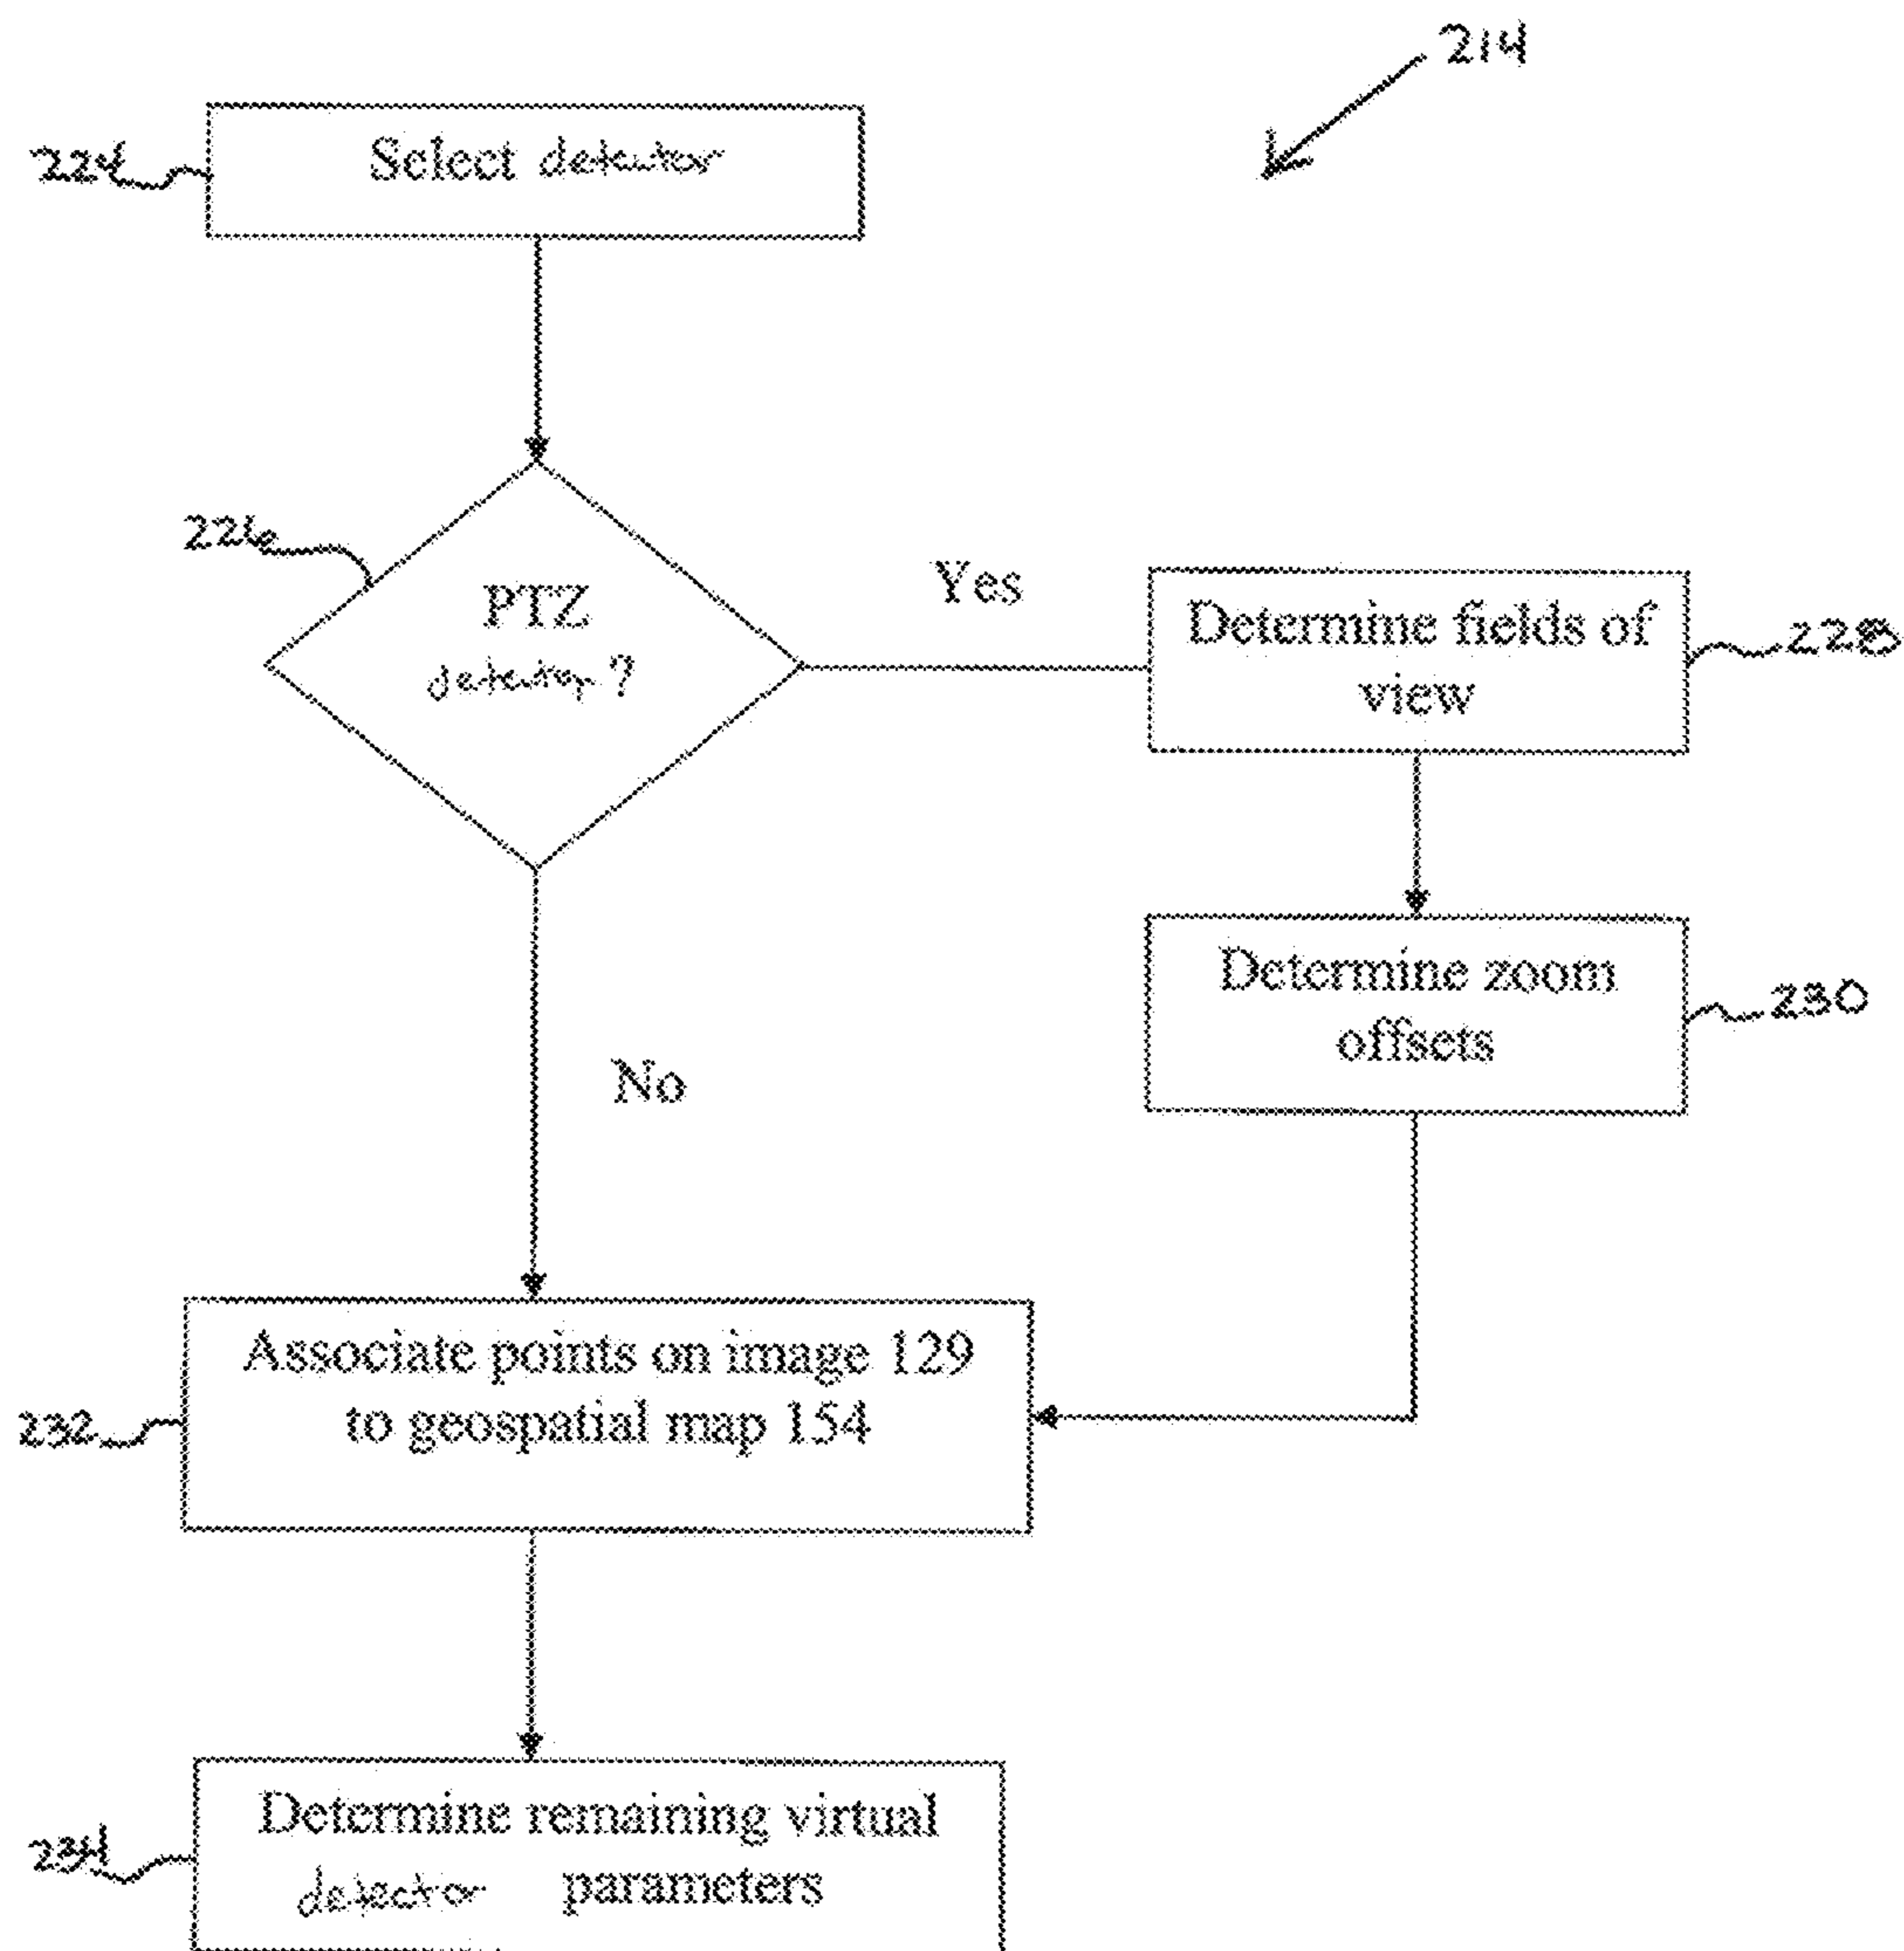 214
224
Select detector
226
PTZ
detector?
Yes
Determine fields of
view
228
Determine zoom
offsets
230
No
Associate points on image 129
to geospatial map 154
232
Determine remaining virtual
detector parameters
234